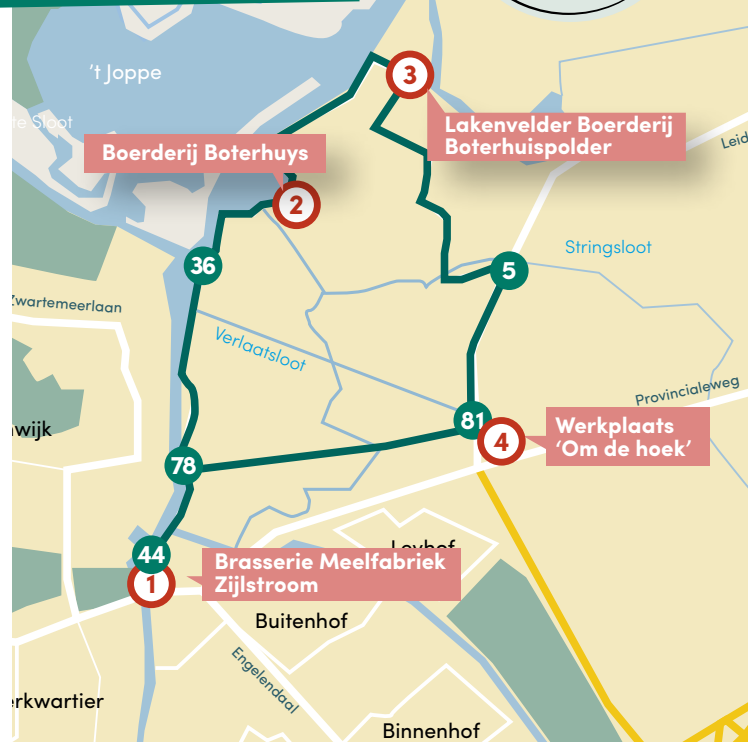 't Joppe
te Sloot
3
Lakenvelder Boerderij
Boterhuispolder
Leid
Boerderij Boterhuys
2
36
5
Stringsloot
Zwartemeerlaan
Verlaatsloot
Provincialeweg
wijk
81
4
Werkplaats
'Om de hoek'
78
44
1
Brasserie Meelfabriek
Zijlstroom
Leyhof
Buitenhof
Engelendaal
erkwartier
Binnenhof